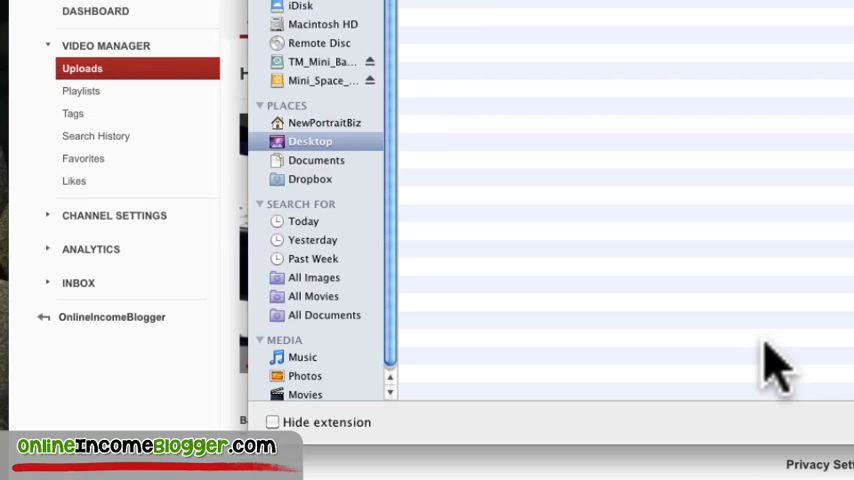 DASHBOARD
VIDEO MANAGER
Uploads
Playlists
Tags
Search History
Favorites
Likes
CHANNEL SETTINGS
ANALYTICS
INBOX
OnlineIncomeBlogger
iDisk
Macintosh HD
Remote Disc
TM_Mini_Ba...
Mini_Space_...
PLACES
NewPortraitBiz
Desktop
Documents
Dropbox
SEARCH FOR
Today
Yesterday
Past Week
All Images
All Movies
All Documents
MEDIA
Music
Photos
Movies
Hide extension
onlineIncomeBlogger.com
Privacy Set